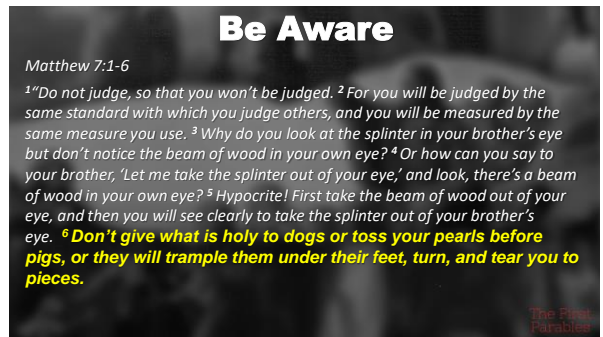 Be Aware
Matthew 7:1-6
¹“Do not judge, so that you won’t be judged. ² For you will be judged by the
same standard with which you judge others, and you will be measured by the
same measure you use. ³ Why do you look at the splinter in your brother’s eye
but don’t notice the beam of wood in your own eye? ⁴ Or how can you say to
your brother, ‘Let me take the splinter out of your eye,’ and look, there’s a beam
of wood in your own eye? ⁵ Hypocrite! First take the beam of wood out of your
eye, and then you will see clearly to take the splinter out of your brother’s
eye. ⁶ Don’t give what is holy to dogs or toss your pearls before
pigs, or they will trample them under their feet, turn, and tear you to
pieces.
The First
Parables